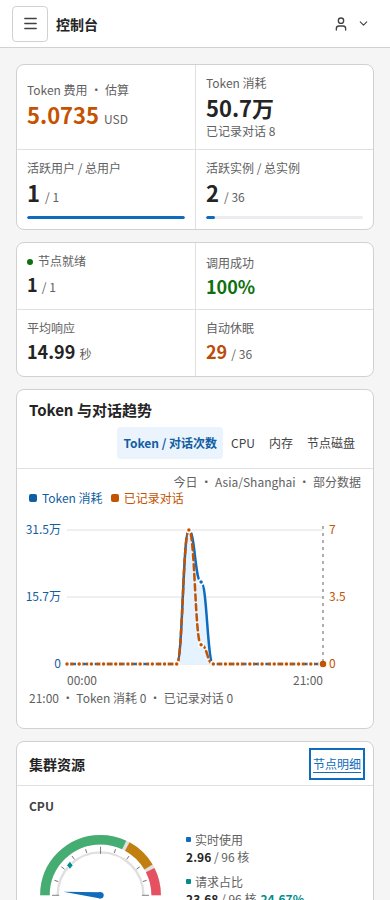 控制台
Token 费用 · 估算
5.0735 USD
Token 消耗
50.7万
已记录对话 8
活跃用户 / 总用户
1 / 1
活跃实例 / 总实例
2 / 36
节点就绪
1 / 1
调用成功
100%
平均响应
14.99 秒
自动休眠
29 / 36
Token 与对话趋势
Token / 对话次数 CPU 内存 节点磁盘
今日 · Asia/Shanghai · 部分数据
Token 消耗 已记录对话
31.5万 7
15.7万 3.5
0 0
00:00 21:00
21:00 · Token 消耗 0 · 已记录对话 0
集群资源 节点明细
CPU
实时使用
2.96 / 96 核
请求占比
23.68 / 96 核 24.67%